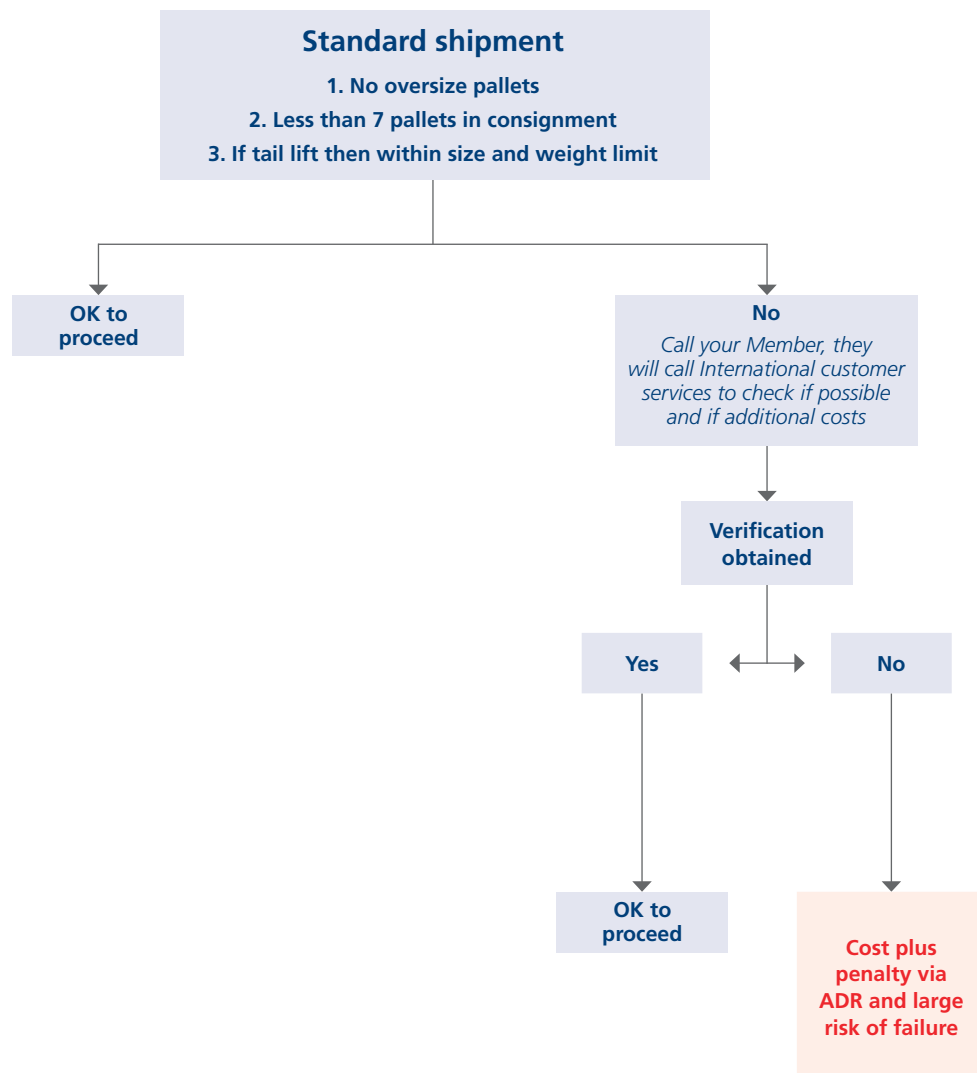 Standard shipment
1. No oversize pallets
2. Less than 7 pallets in consignment
3. If tail lift then within size and weight limit
OK to
proceed
No
Call your Member, they
will call International customer
services to check if possible
and if additional costs
Verification
obtained
Yes
No
OK to
proceed
Cost plus
penalty via
ADR and large
risk of failure